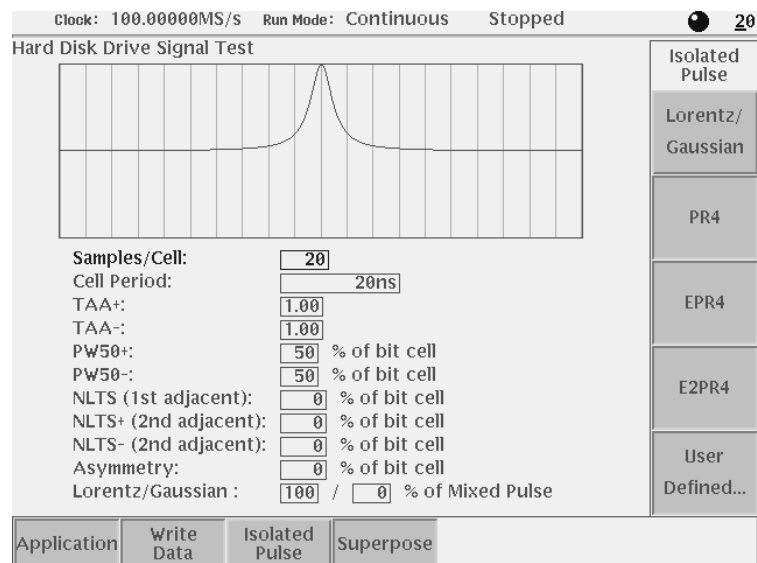 Clock: 100.00000MS/s Run Mode: Continuous Stopped 20
Hard Disk Drive Signal Test
Isolated
Pulse
Lorentz/
Gaussian
PR4
EPR4
E2PR4
User
Defined...
Samples/Cell: 20
Cell Period: 20ns
TAA+: 1.00
TAA-: 1.00
PW50+: 50 % of bit cell
PW50-: 50 % of bit cell
NLTS (1st adjacent): 0 % of bit cell
NLTS+ (2nd adjacent): 0 % of bit cell
NLTS- (2nd adjacent): 0 % of bit cell
Asymmetry: 0 % of bit cell
Lorentz/Gaussian : 100 / 0 % of Mixed Pulse
Application
Write
Data
Isolated
Pulse
Superpose